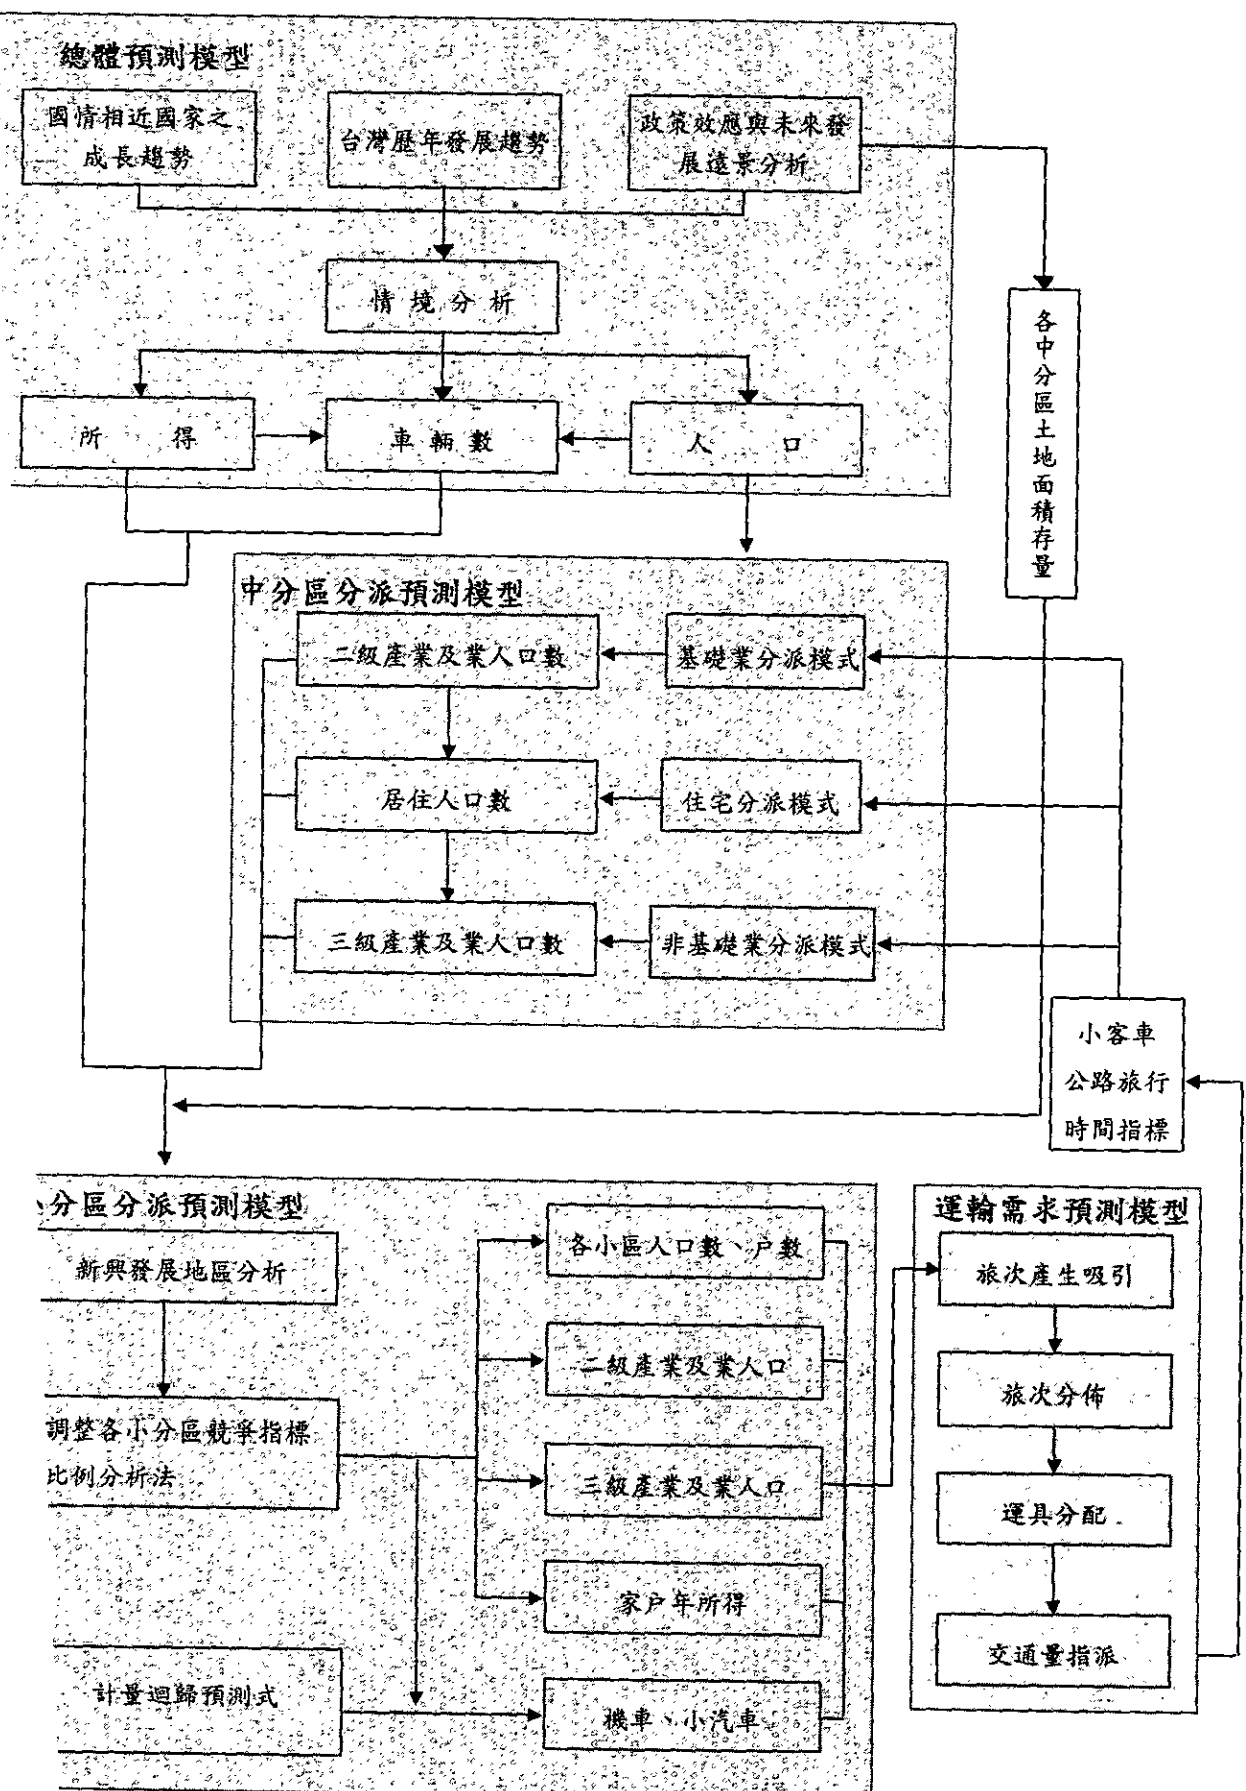 總體預測模型
國情相近國家之
成長趨勢
台灣歷年發展趨勢
政策效應與未來發
展遠景分析
情境分析
所得
車輛數
人口
各中分區土地面積存量
中分區分派預測模型
二級產業及業人口數
基礎業分派模式
居住人口數
住宅分派模式
三級產業及業人口數
非基礎業分派模式
小客車
公路旅行
時間指標
分區分派預測模型
新興發展地區分析
調整各小分區競爭指標
比例分析法
計量迴歸預測式
各小區人口數、戶數
二級產業及業人口
三級產業及業人口
家戶年所得
機車、小汽車
運輸需求預測模型
旅次產生吸引
旅次分佈
運具分配
交通量指派